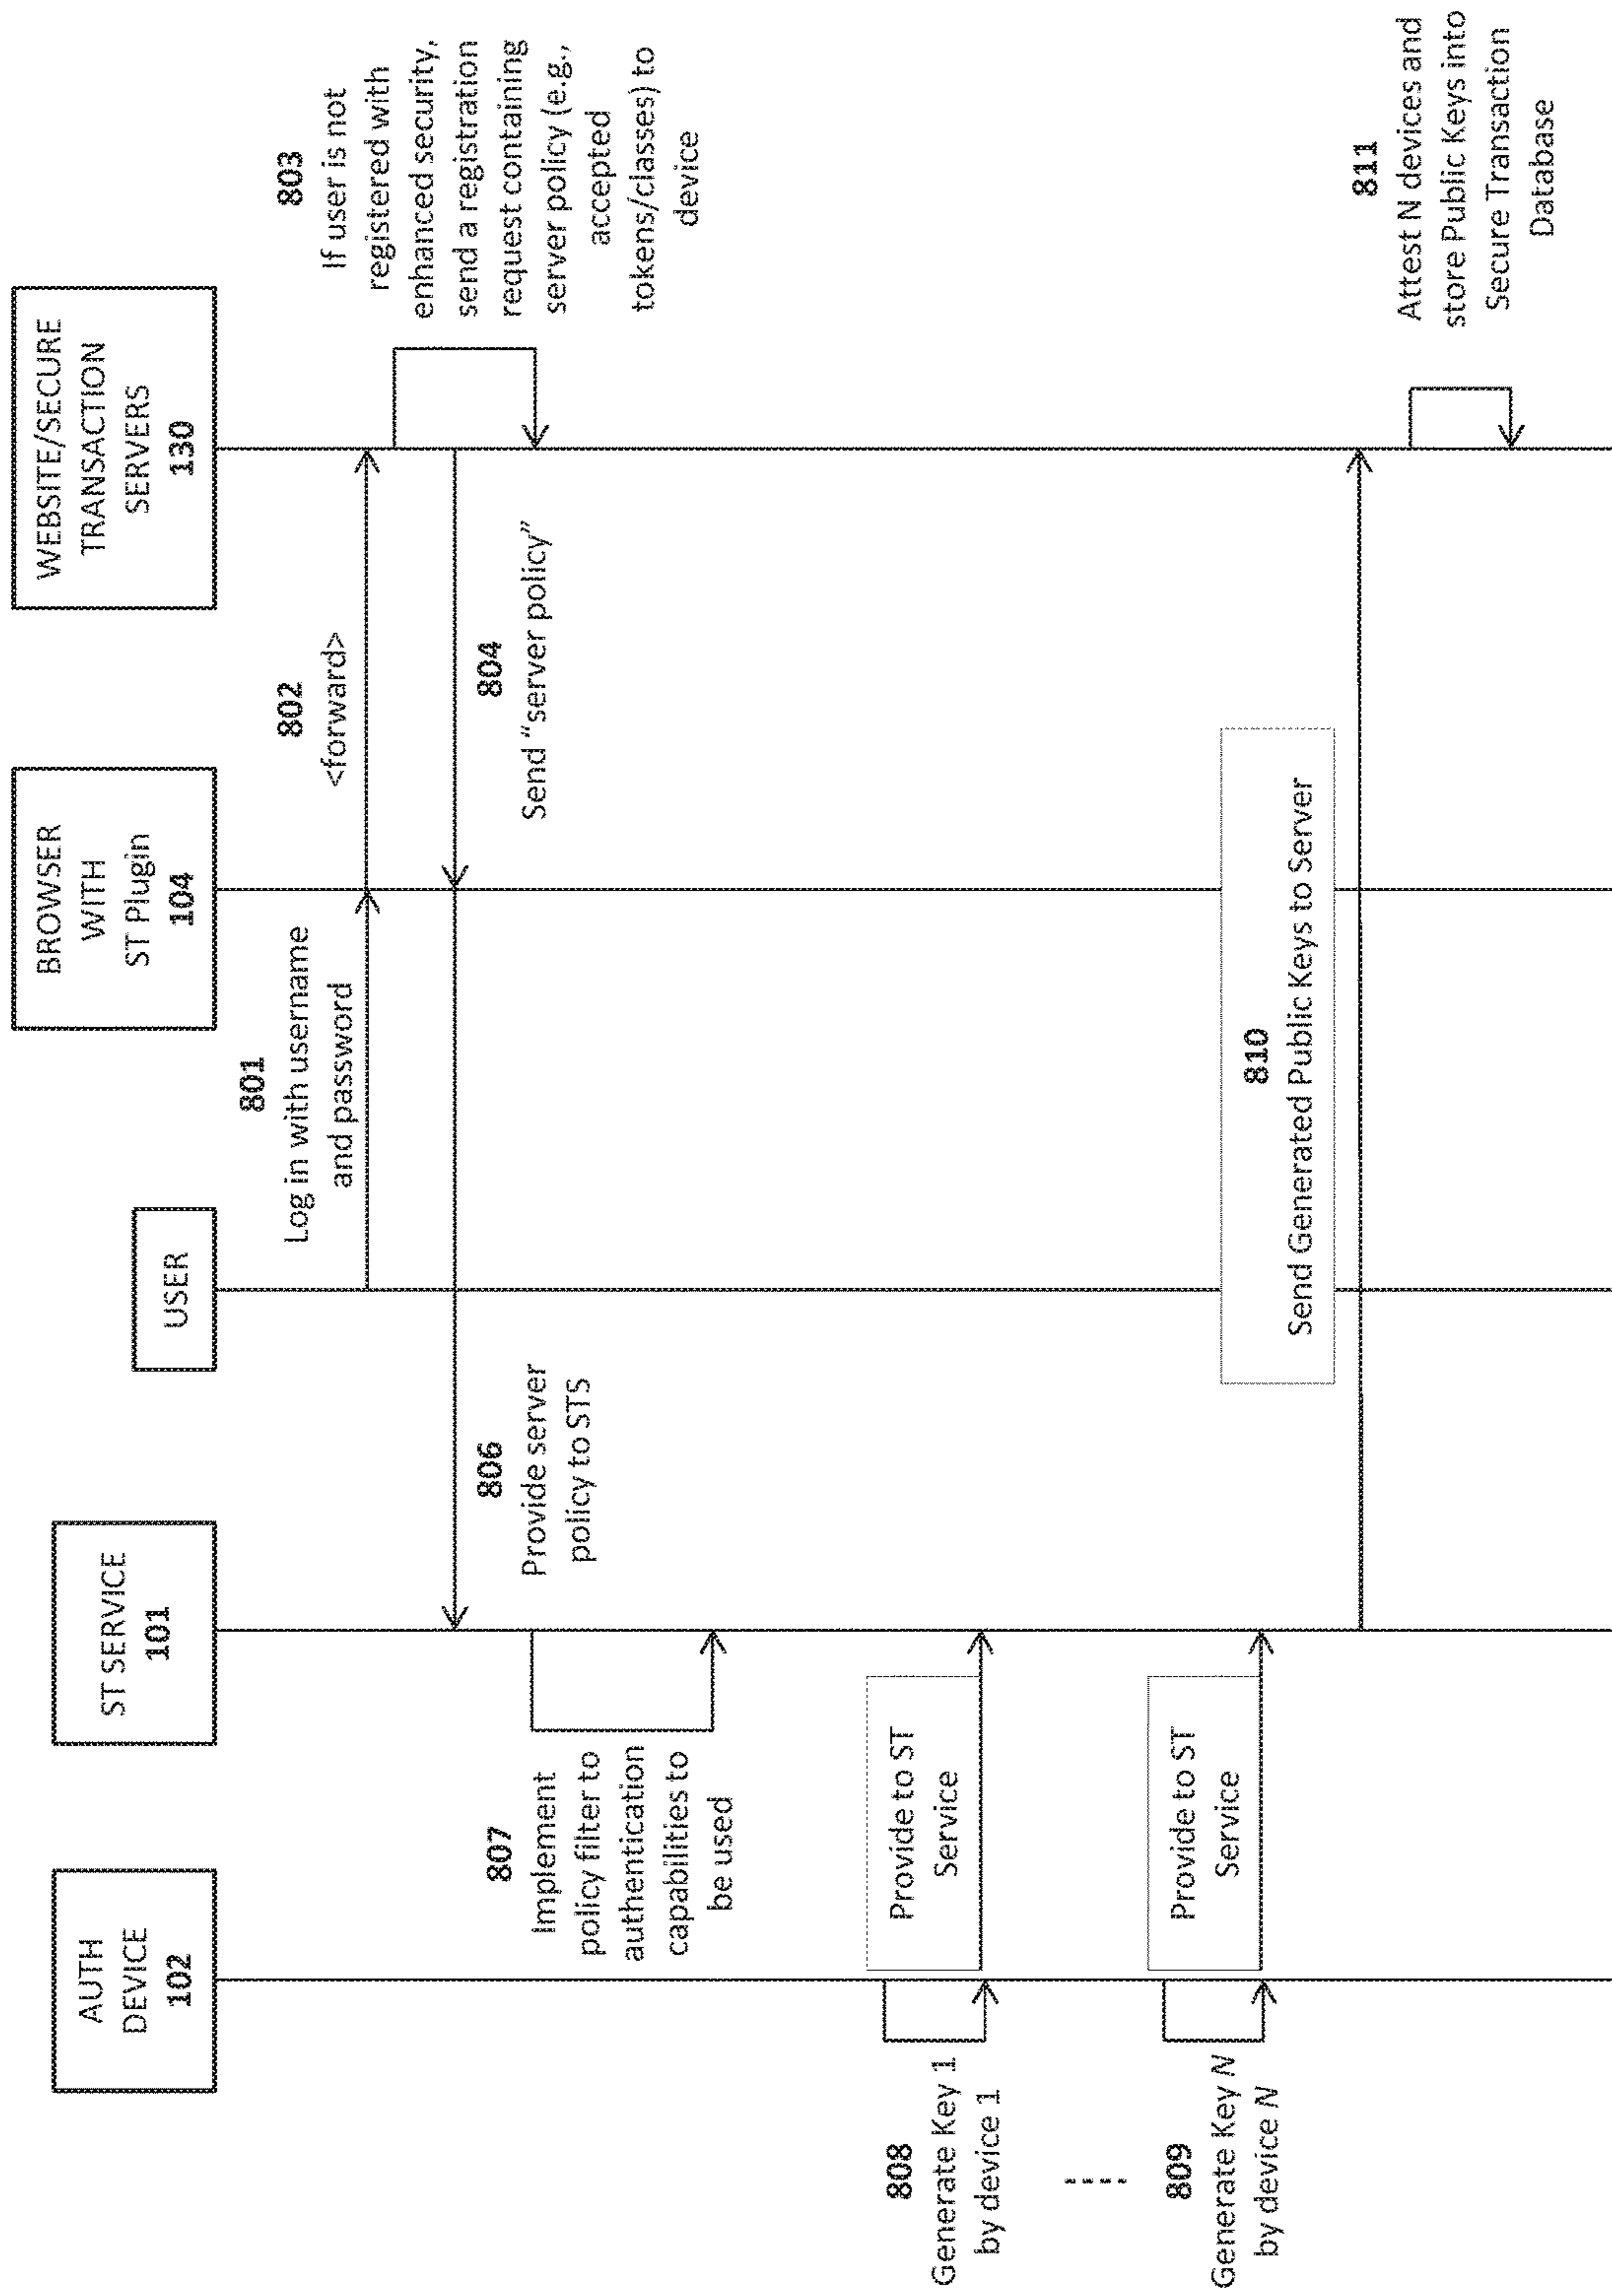 AUTH
DEVICE
102
ST SERVICE
101
USER
BROWSER
WITH
ST Plugin
104
WEBSITE/SECURE
TRANSACTION
SERVERS
130
801
Log in with username
and password
802
<forward>
803
If user is not
registered with
enhanced security,
send a registration
request containing
server policy (e.g.,
accepted
tokens/classes) to
device
804
Send “server policy”
806
Provide server
policy to STS
807
Implement
policy filter to
authentication
capabilities to
be used
808
Generate Key 1
by device 1
Provide to ST
Service
809
Generate Key N
by device N
Provide to ST
Service
810
Send Generated Public Keys to Server
811
Attest N devices and
store Public Keys into
Secure Transaction
Database